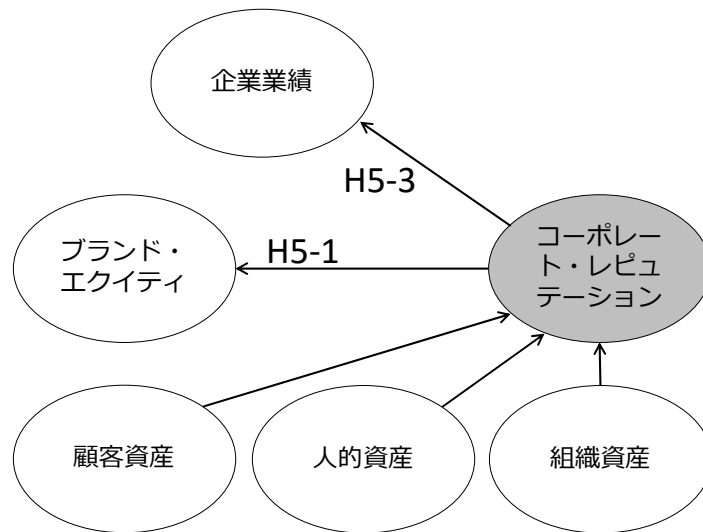 企業業績
H5-3
ブランド・
エクイティ
H5-1
コーポレー
ト・レピュ
テーション
顧客資産
人的資産
組織資産